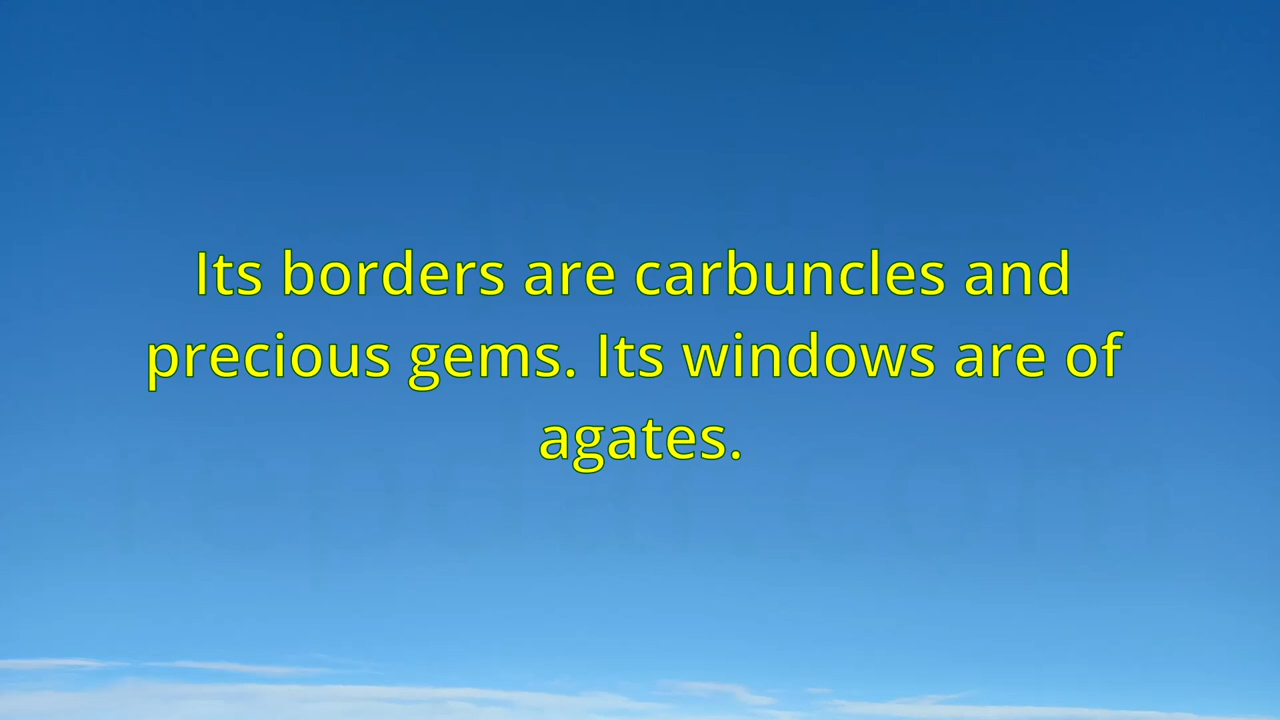 Its borders are carbuncles and
precious gems. Its windows are of
agates.